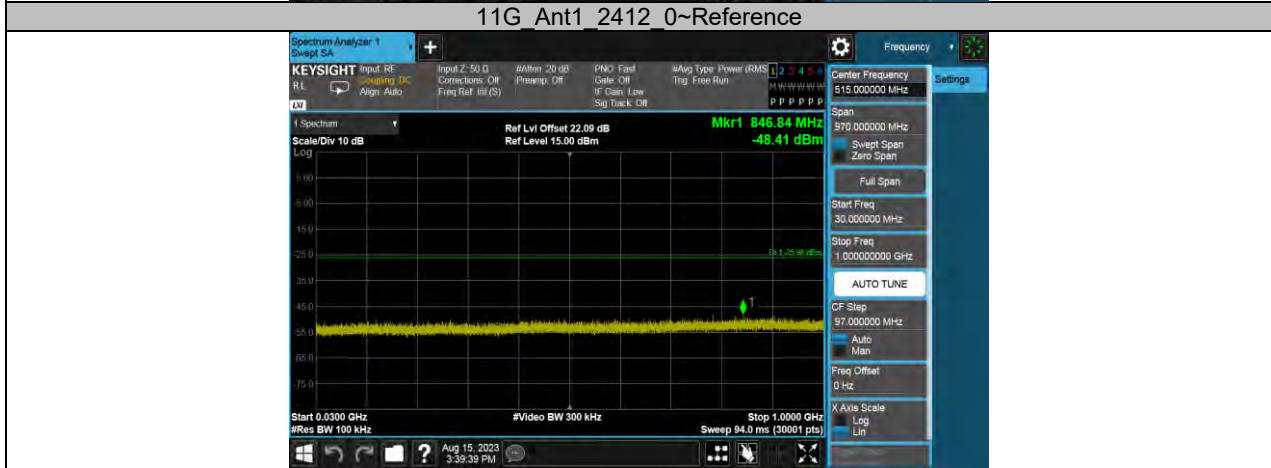 11G_Ant1_2412_0~Reference
Spectrum Analyzer 1
Swept SA
+
Frequency
KEYSIGHT
Input: RF
RL
Coupling: DC
Align: Auto
LXI
Input Z: 50 Ω
Corrections: Off
Freq Ref: Int (S)
#Atten: 20 dB
Preamp: Off
PNO: Fast
Gate: Off
IF Gain: Low
Sig Track: Off
#Avg Type: Power (RMS
Trig: Free Run
1 2 3 4 5 6
M W W W W W
P P P P P P
Center Frequency
515.000000 MHz
Settings
Span
970.000000 MHz
Swept Span
Zero Span
Full Span
Start Freq
30.000000 MHz
Stop Freq
1.000000000 GHz
AUTO TUNE
CF Step
97.000000 MHz
Auto
Man
Freq Offset
0 Hz
X Axis Scale
Log
Lin
1 Spectrum
Scale/Div 10 dB
Log
Ref Lvl Offset 22.09 dB
Ref Level 15.00 dBm
Mkr1 846.84 MHz
-48.41 dBm
5.00
-5.00
-15.0
-25.0
DL1 -25.96 dBm
-35.0
-45.0
1
-55.0
-65.0
-75.0
Start 0.0300 GHz
#Res BW 100 kHz
#Video BW 300 kHz
Stop 1.0000 GHz
Sweep 94.0 ms (30001 pts)
?
Aug 15, 2023
3:39:39 PM